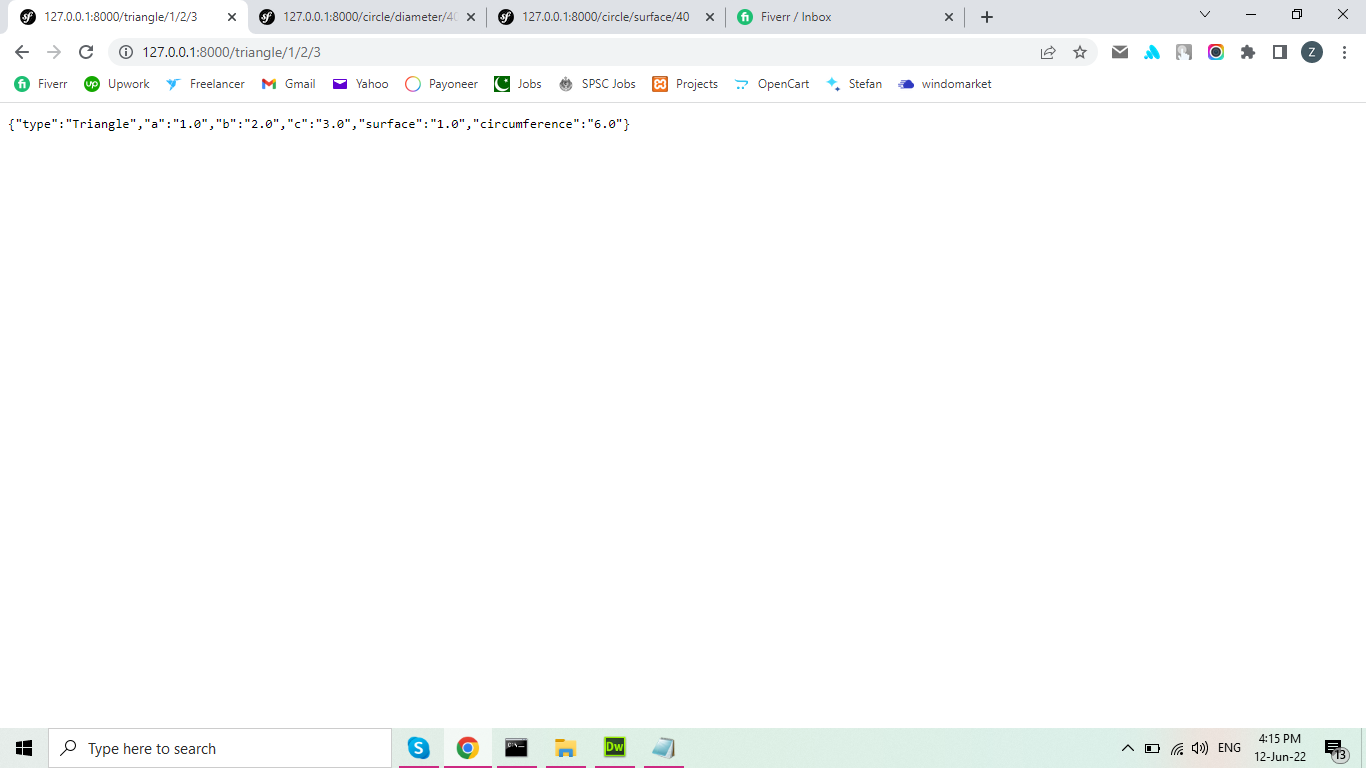 127.0.0.1:8000/triangle/1/2/3 127.0.0.1:8000/circle/diameter/40 127.0.0.1:8000/circle/surface/40 Fiverr / Inbox
127.0.0.1:8000/triangle/1/2/3 Z
Fiverr Upwork Freelancer Gmail Yahoo Payoneer Jobs SPSC Jobs Projects OpenCart Stefan windomarket
{"type":"Triangle","a":"1.0","b":"2.0","c":"3.0","surface":"1.0","circumference":"6.0"}
Type here to search Dw ENG 4:15 PM
12-Jun-22 13